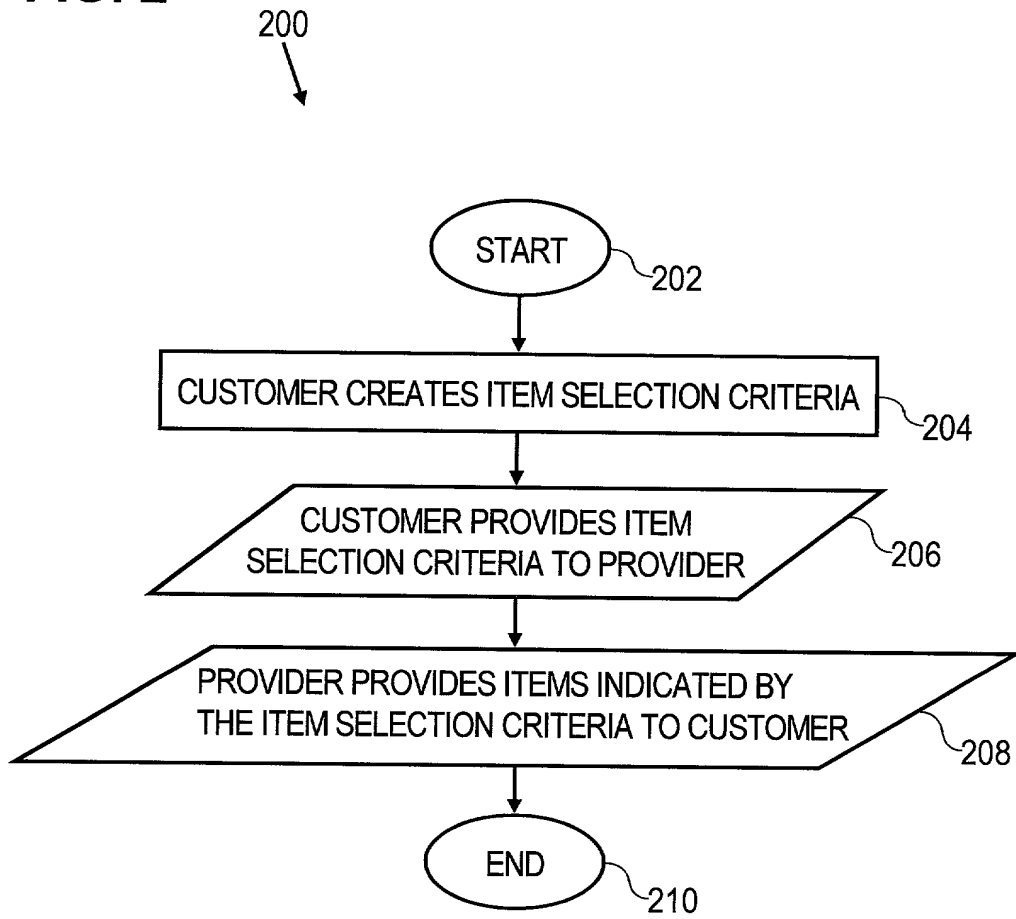 200
START
202
CUSTOMER CREATES ITEM SELECTION CRITERIA
204
CUSTOMER PROVIDES ITEM
SELECTION CRITERIA TO PROVIDER
206
PROVIDER PROVIDES ITEMS INDICATED BY
THE ITEM SELECTION CRITERIA TO CUSTOMER
208
END
210